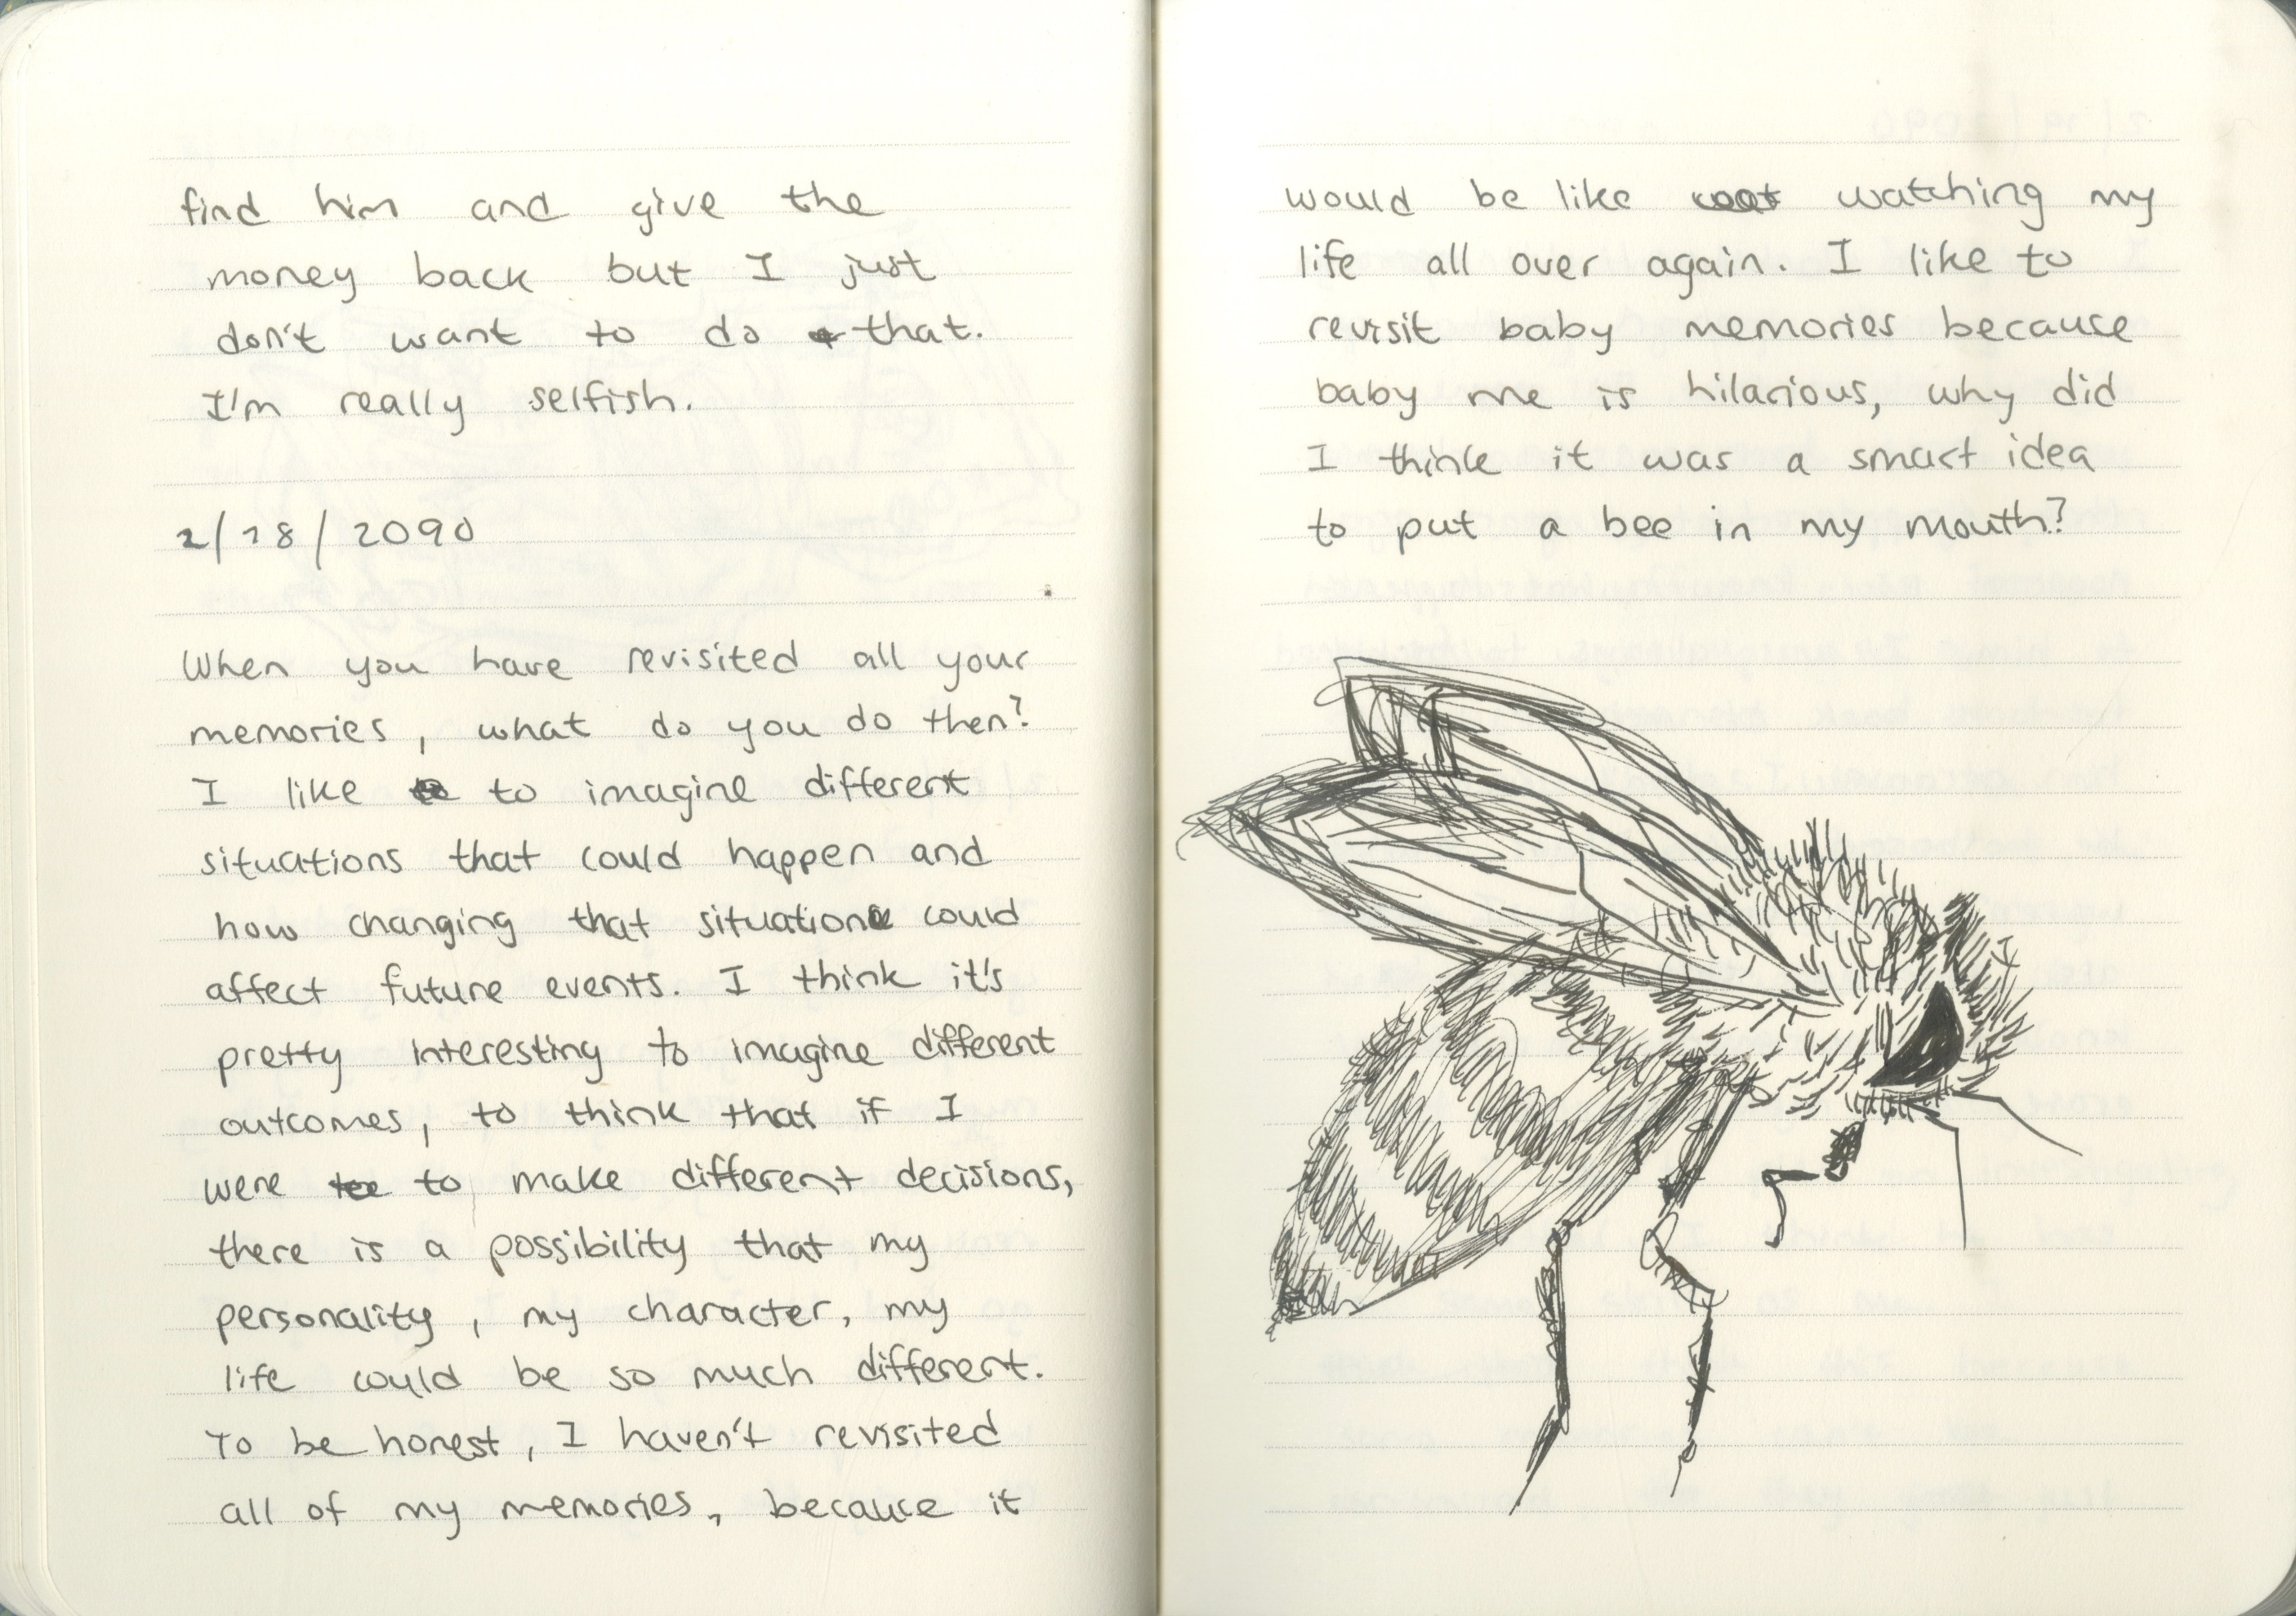 find him and give the
money back but I just
don't want to do that.
I'm really selfish.
2/18/2090
When you have revisited all your
memories, what do you do then?
I like to imagine different
situations that could happen and
how changing that situation could
affect future events. I think it's
pretty interesting to imagine different
outcomes, to think that if I
were to make different decisions,
there is a possibility that my
personality, my character, my
life could be so much different.
To be honest, I haven't revisited
all of my memories, because it
would be like watching my
life all over again. I like to
revisit baby memories because
baby me is hilarious, why did
I think it was a smart idea
to put a bee in my mouth?